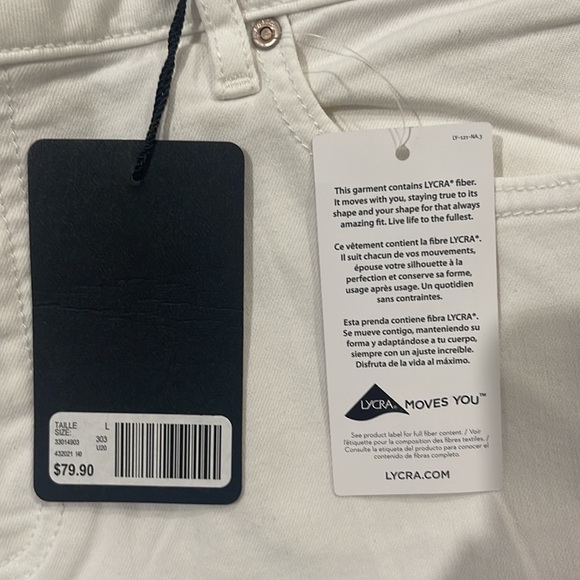 TAILLE
SIZE:
L
33014903
303
432021
U20
$79.90
LY-121-NA.3
This garment contains LYCRA® fiber.
It moves with you, staying true to its
shape and your shape for that always
amazing fit. Live life to the fullest.
Ce vêtement contient la fibre LYCRA®.
Il suit chacun de vos mouvements,
épouse votre silhouette à la
perfection et conserve sa forme,
usage après usage. Un quotidien
sans contraintes.
Esta prenda contiene fibra LYCRA®.
Se mueve contigo, manteniendo su
forma y adaptándose a tu cuerpo,
siempre con un ajuste increíble.
Disfruta de la vida al máximo.
LYCRA® MOVES YOU™
See product label for full fiber content. / Voir
l'étiquette pour la composition des fibres textiles. /
Consulte la etiqueta del producto para conocer el
contenido de fibras completo.
LYCRA.COM